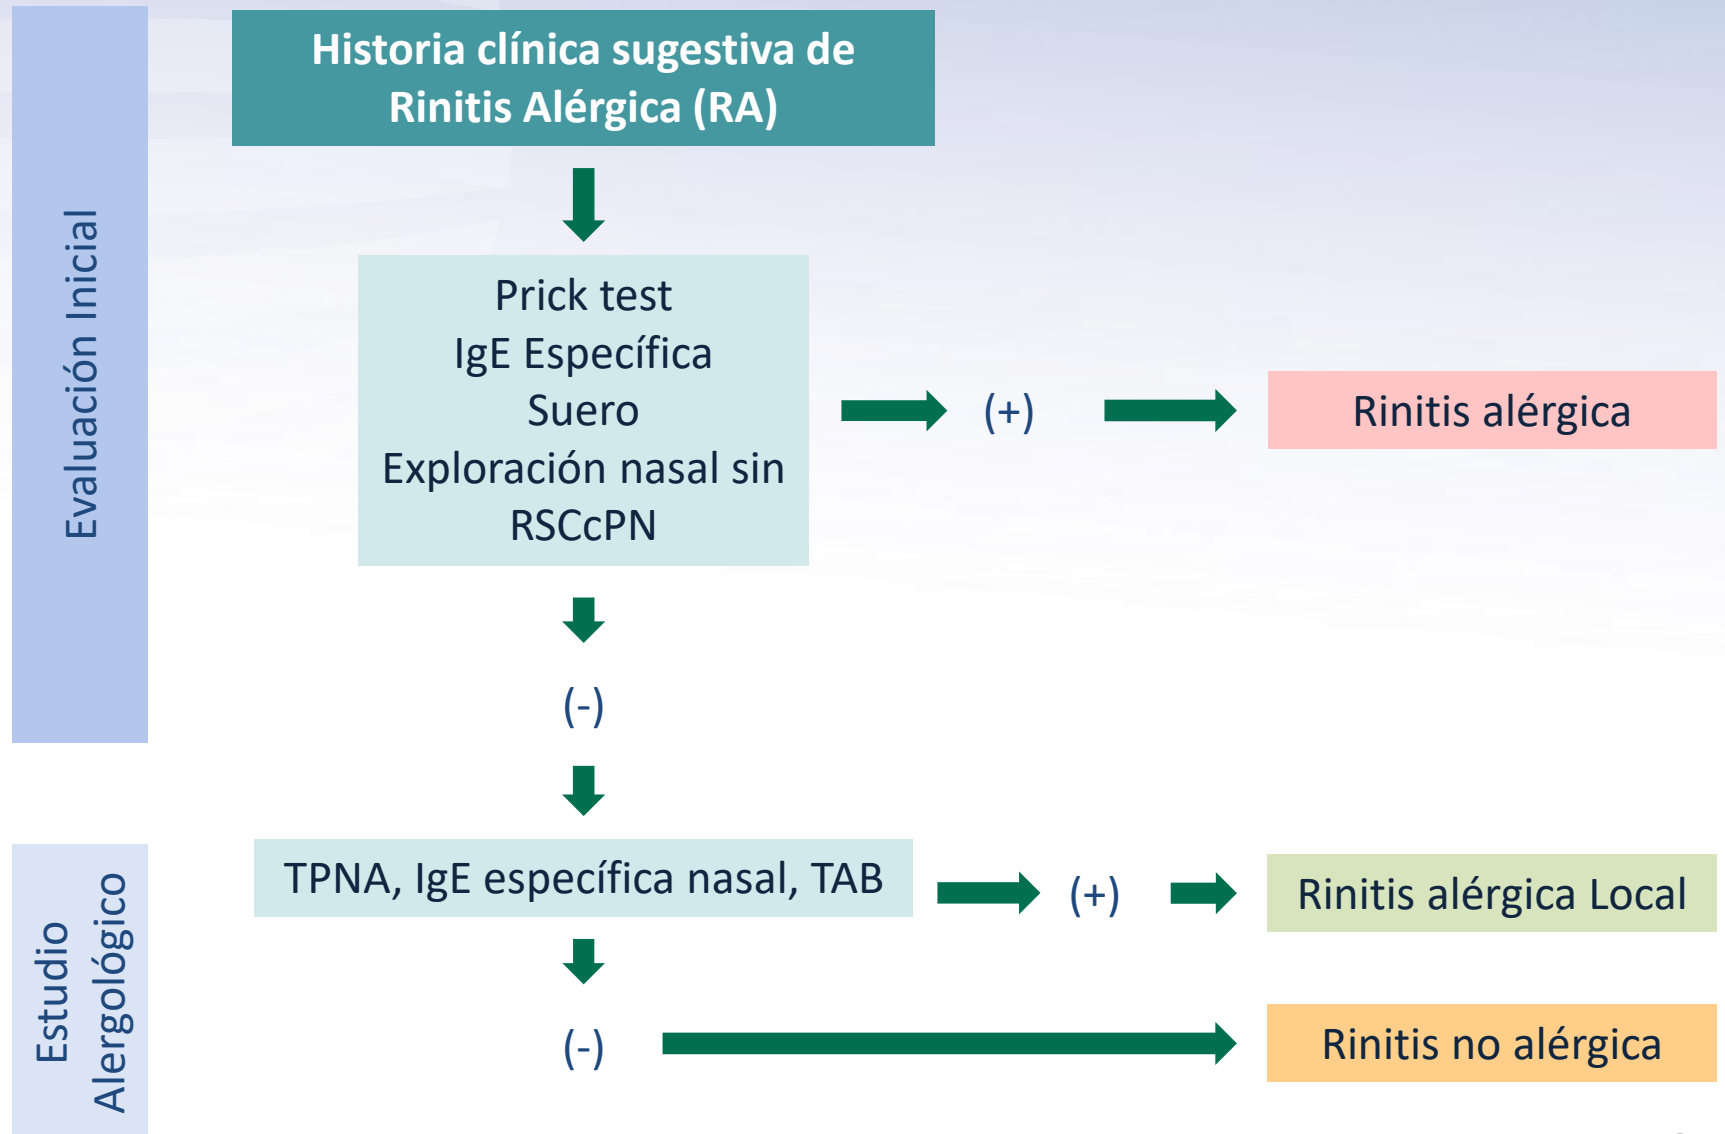 Evaluación Inicial
Historia clínica sugestiva de
Rinitis Alérgica (RA)
Prick test
IgE Específica
Suero
Exploración nasal sin
RSCcPN
(+)
Rinitis alérgica
(-)
Estudio
Alergológico
TPNA, IgE específica nasal, TAB
(+)
Rinitis alérgica Local
(-)
Rinitis no alérgica